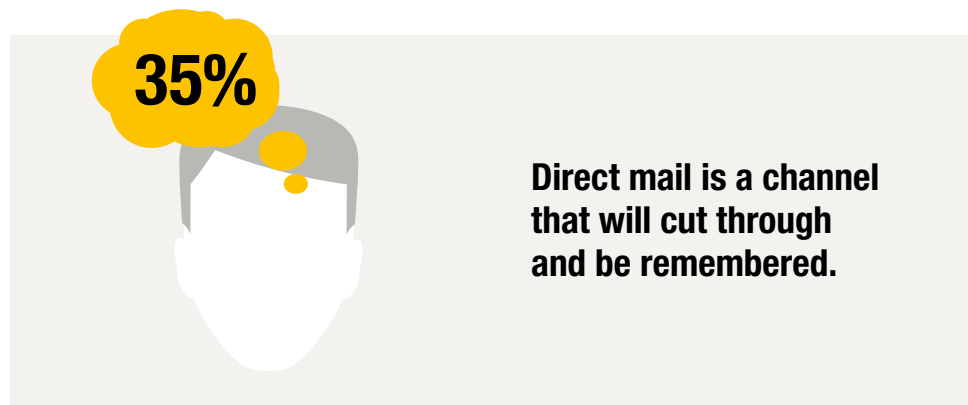 35%
Direct mail is a channel
that will cut through
and be remembered.